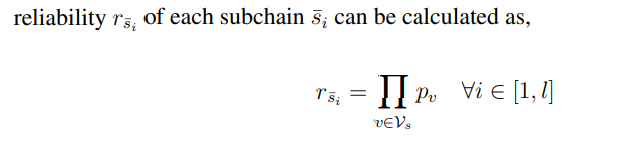 reliability r_{s̄_i} of each subchain s̄_i can be calculated as,
r_{s̄_i} = ∏_{v∈𝒱_s} p_v ∀i ∈ [1, l]